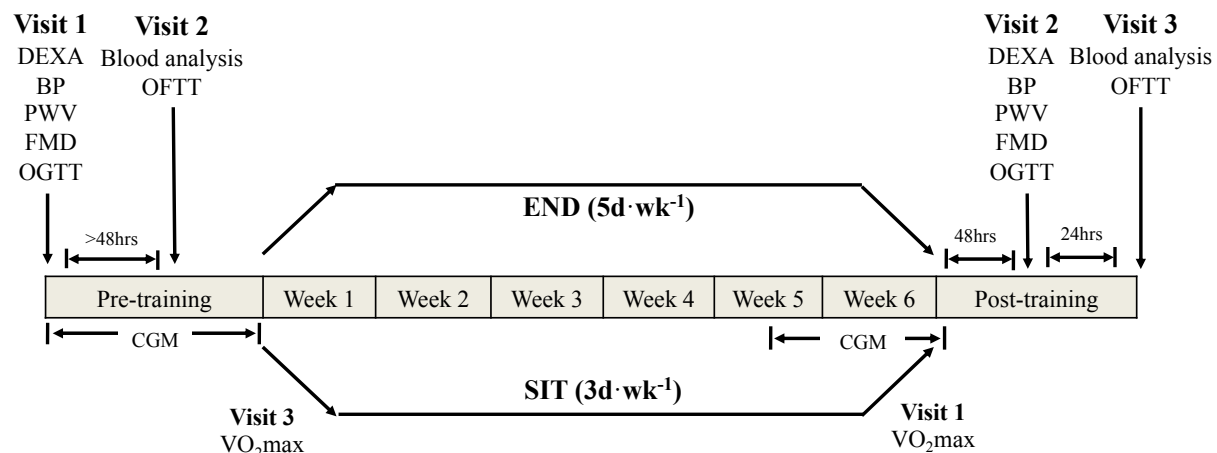 Visit 1
DEXA
BP
PWV
FMD
OGTT
Visit 2
Blood analysis
OFTT
Visit 2
DEXA
BP
PWV
FMD
OGTT
Visit 3
Blood analysis
OFTT
END (5d·wk⁻¹)
>48hrs
48hrs
24hrs
Pre-training
Week 1
Week 2
Week 3
Week 4
Week 5
Week 6
Post-training
CGM
CGM
SIT (3d·wk⁻¹)
Visit 3
VO₂max
Visit 1
VO₂max